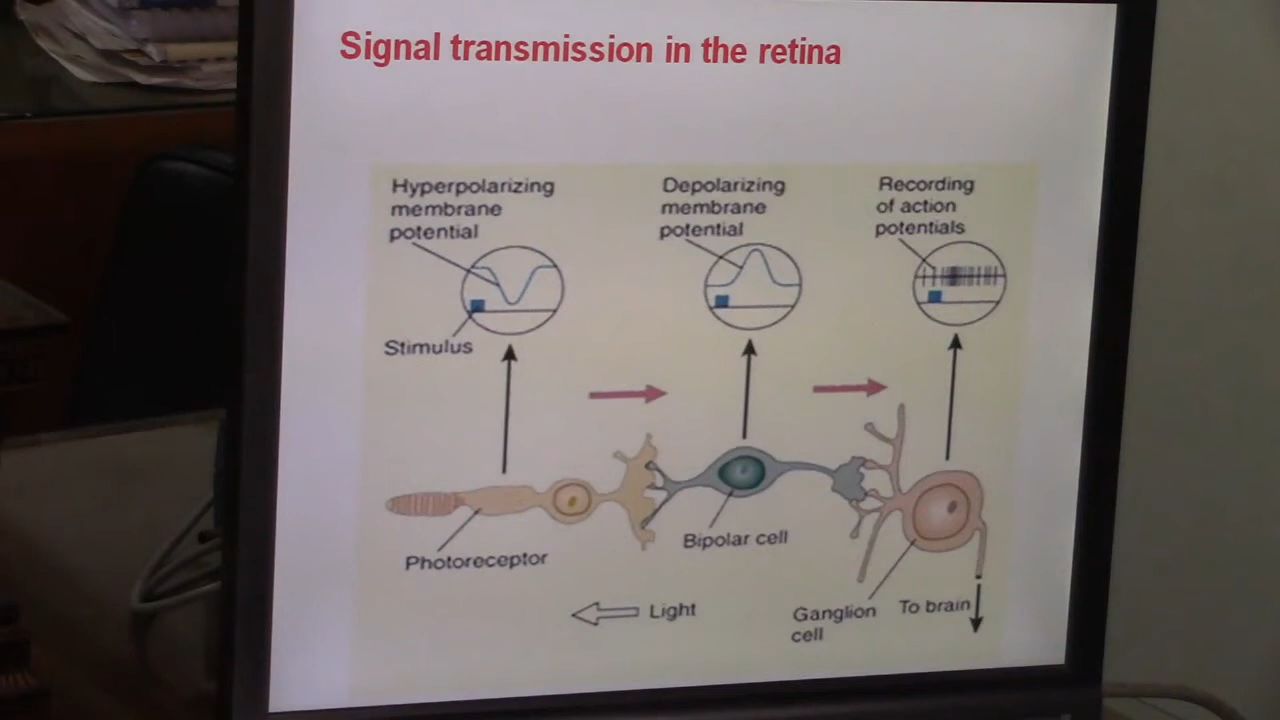 Signal transmission in the retina
Hyperpolarizing
membrane
potential
Depolarizing
membrane
potential
Recording
of action
potentials
Stimulus
Photoreceptor
Bipolar cell
Ganglion
cell
To brain
Light